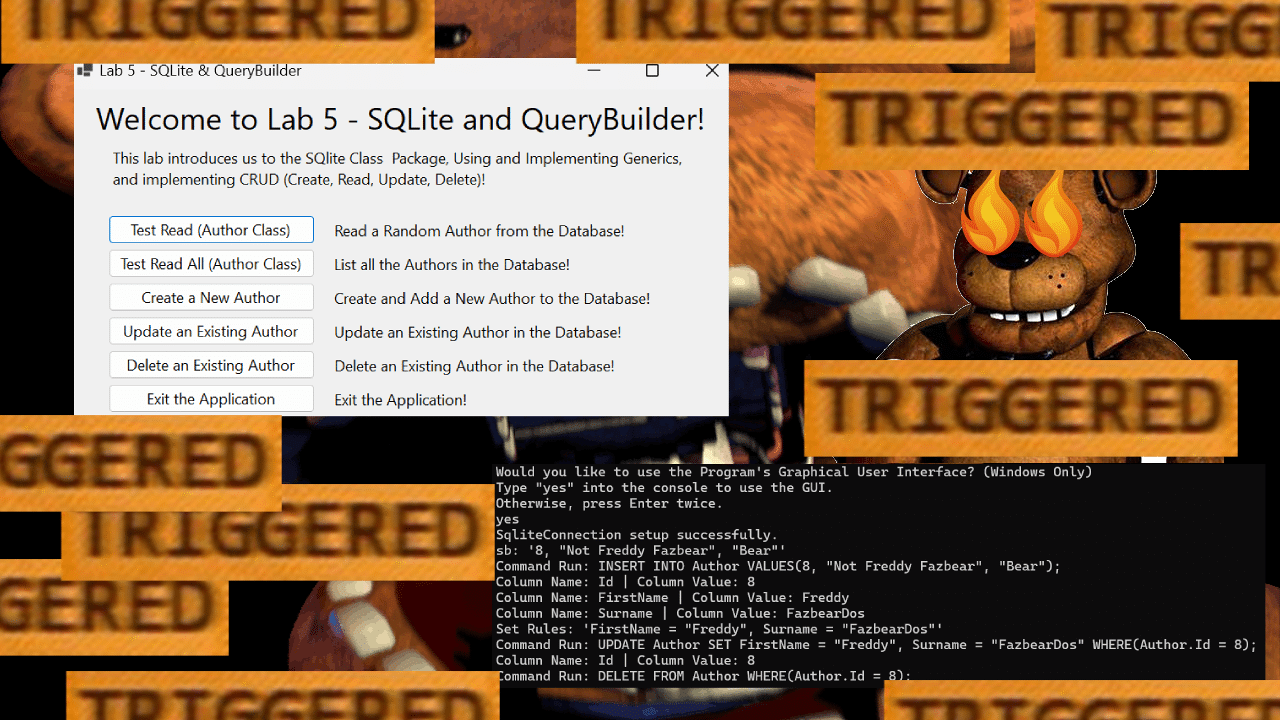 TRIGGERED
TRIGGERED
TRIGGERED
TRIGGERED
Lab 5 - SQLite & QueryBuilder
Welcome to Lab 5 - SQLite and QueryBuilder!
This lab introduces us to the SQlite Class  Package, Using and Implementing Generics,
and implementing CRUD (Create, Read, Update, Delete)!
Test Read (Author Class) Read a Random Author from the Database!
Test Read All (Author Class) List all the Authors in the Database!
Create a New Author Create and Add a New Author to the Database!
Update an Existing Author Update an Existing Author in the Database!
Delete an Existing Author Delete an Existing Author in the Database!
Exit the Application Exit the Application!
TR
TRIGGERED
GGERED
TRIGGERED
GERED
TRIGGERED
Would you like to use the Program's Graphical User Interface? (Windows Only)
Type "yes" into the console to use the GUI.
Otherwise, press Enter twice.
yes
SqliteConnection setup successfully.
sb: '8, "Not Freddy Fazbear", "Bear"'
Command Run: INSERT INTO Author VALUES(8, "Not Freddy Fazbear", "Bear");
Column Name: Id | Column Value: 8
Column Name: FirstName | Column Value: Freddy
Column Name: Surname | Column Value: FazbearDos
Set Rules: 'FirstName = "Freddy", Surname = "FazbearDos"'
Command Run: UPDATE Author SET FirstName = "Freddy", Surname = "FazbearDos" WHERE(Author.Id = 8);
Column Name: Id | Column Value: 8
Command Run: DELETE FROM Author WHERE(Author.Id = 8);
TRIGGERED